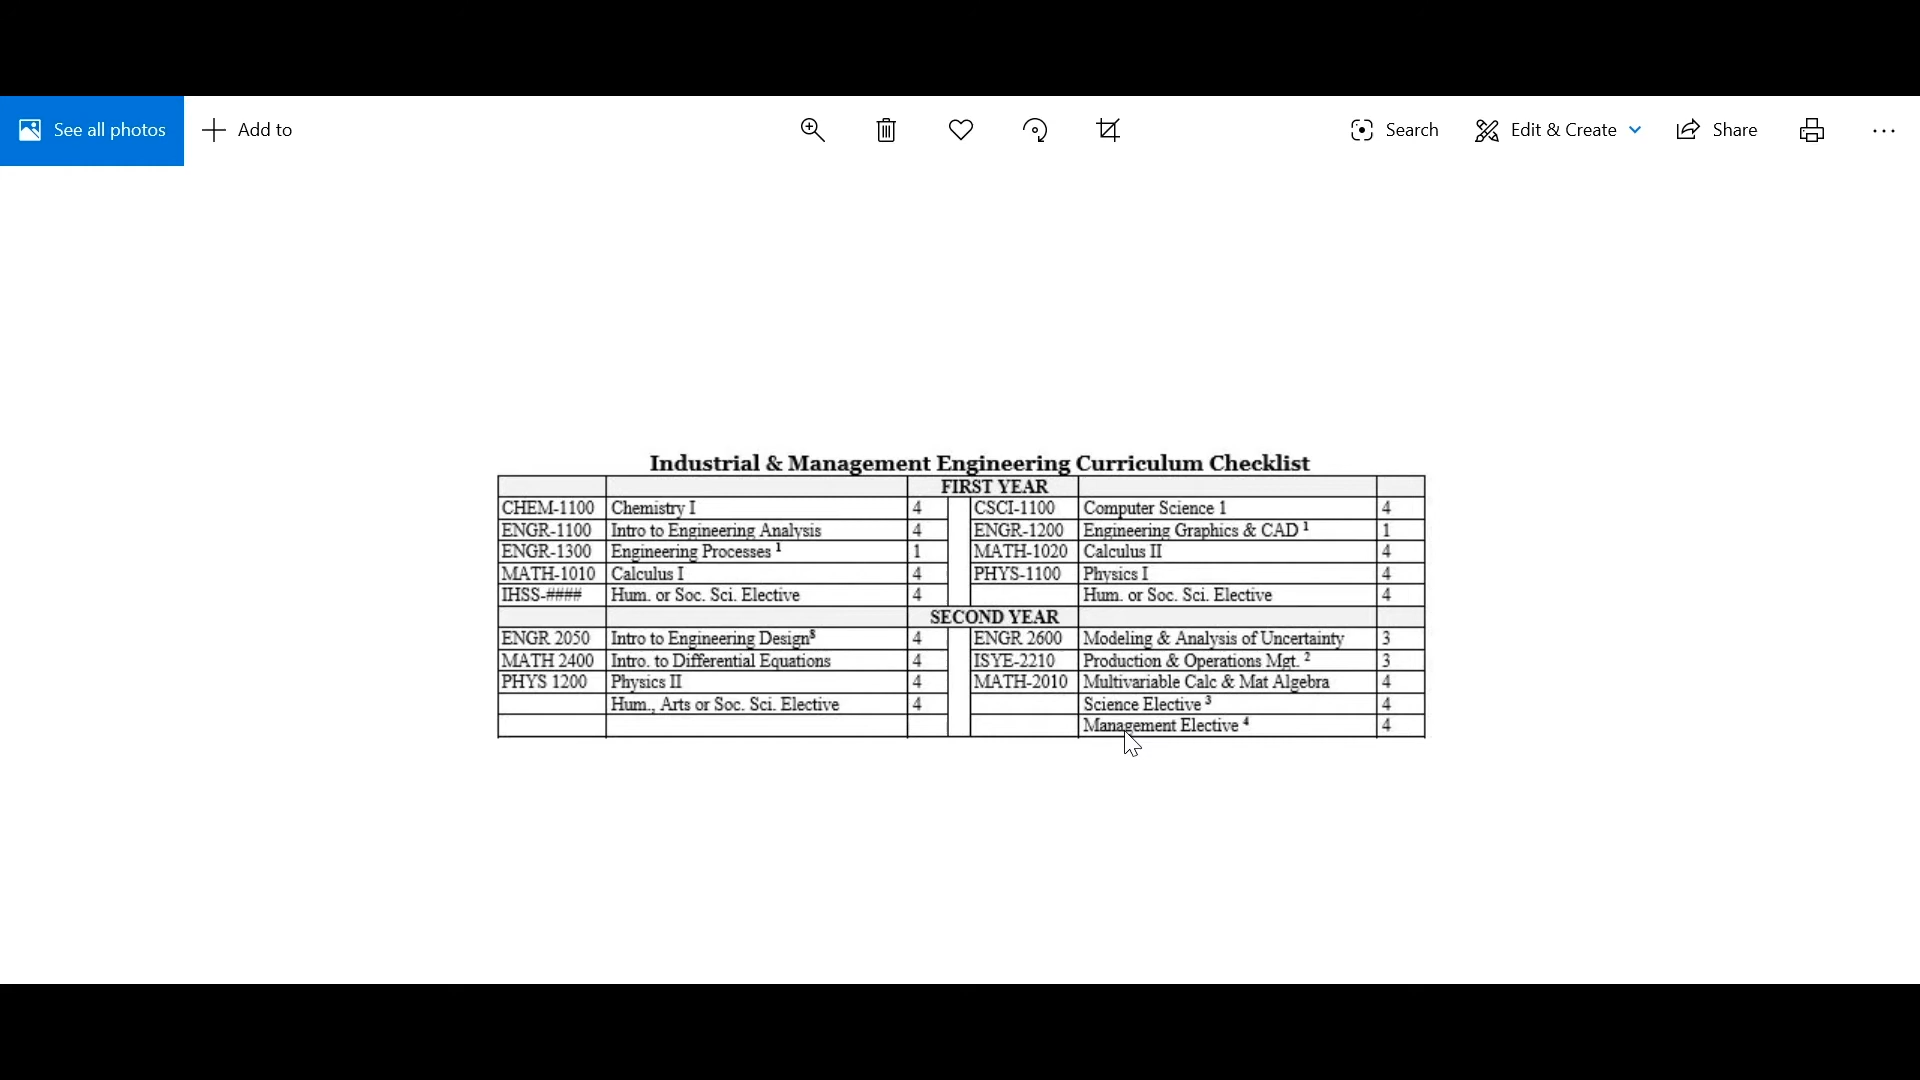 See all photos
Add to
Search
Edit & Create
Share
Industrial & Management Engineering Curriculum Checklist
FIRST YEAR
CHEM-1100 Chemistry I 4 CSCI-1100 Computer Science 1 4
ENGR-1100 Intro to Engineering Analysis 4 ENGR-1200 Engineering Graphics & CAD ¹ 1
ENGR-1300 Engineering Processes ¹ 1 MATH-1020 Calculus II 4
MATH-1010 Calculus I 4 PHYS-1100 Physics I 4
IHSS-#### Hum. or Soc. Sci. Elective 4 Hum. or Soc. Sci. Elective 4
SECOND YEAR
ENGR 2050 Intro to Engineering Design⁸ 4 ENGR 2600 Modeling & Analysis of Uncertainty 3
MATH 2400 Intro. to Differential Equations 4 ISYE-2210 Production & Operations Mgt. ² 3
PHYS 1200 Physics II 4 MATH-2010 Multivariable Calc & Mat Algebra 4
Hum., Arts or Soc. Sci. Elective 4 Science Elective ³ 4
Management Elective ⁴ 4